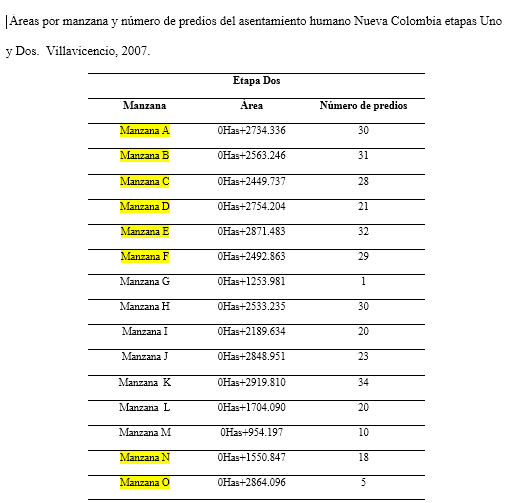 Areas por manzana y número de predios del asentamiento humano Nueva Colombia etapas Uno
y Dos. Villavicencio, 2007.
Etapa Dos
Manzana Área Número de predios
Manzana A 0Has+2734.336 30
Manzana B 0Has+2563.246 31
Manzana C 0Has+2449.737 28
Manzana D 0Has+2754.204 21
Manzana E 0Has+2871.483 32
Manzana F 0Has+2492.863 29
Manzana G 0Has+1253.981 1
Manzana H 0Has+2533.235 30
Manzana I 0Has+2189.634 20
Manzana J 0Has+2848.951 23
Manzana K 0Has+2919.810 34
Manzana L 0Has+1704.090 20
Manzana M 0Has+954.197 10
Manzana N 0Has+1550.847 18
Manzana O 0Has+2864.096 5